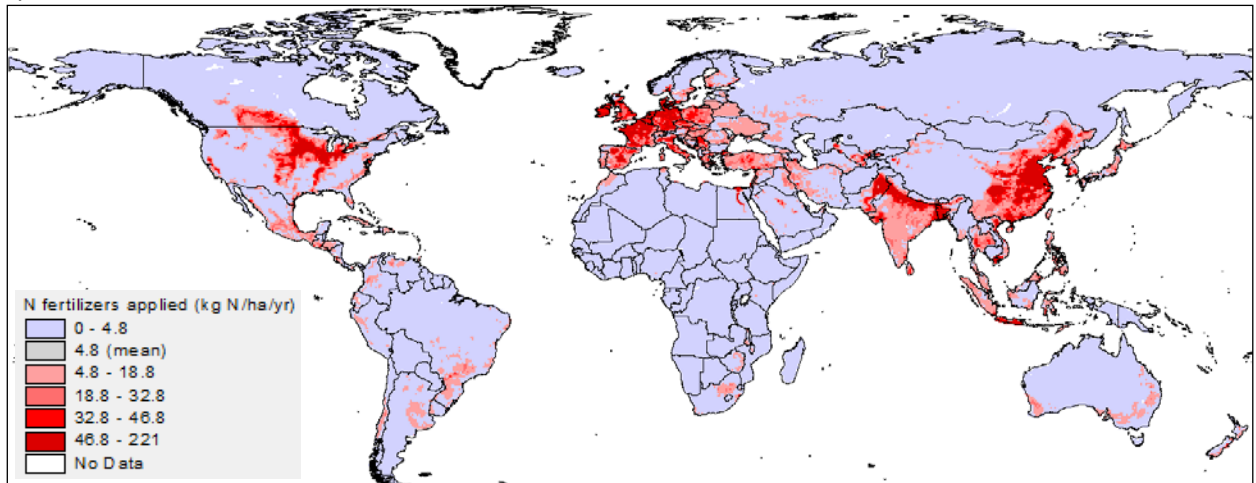 N fertilizers applied (kg N/ha/yr)
0 - 4.8
4.8 (mean)
4.8 - 18.8
18.8 - 32.8
32.8 - 46.8
46.8 - 221
No Data